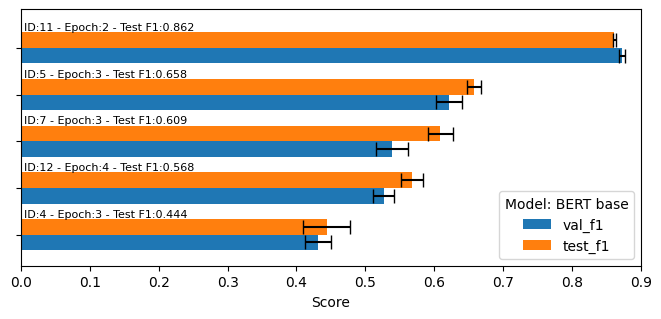 ID:11 - Epoch:2 - Test F1:0.862
ID:5 - Epoch:3 - Test F1:0.658
ID:7 - Epoch:3 - Test F1:0.609
ID:12 - Epoch:4 - Test F1:0.568
ID:4 - Epoch:3 - Test F1:0.444
Model: BERT base
val_f1
test_f1
0.0 0.1 0.2 0.3 0.4 0.5 0.6 0.7 0.8 0.9
Score